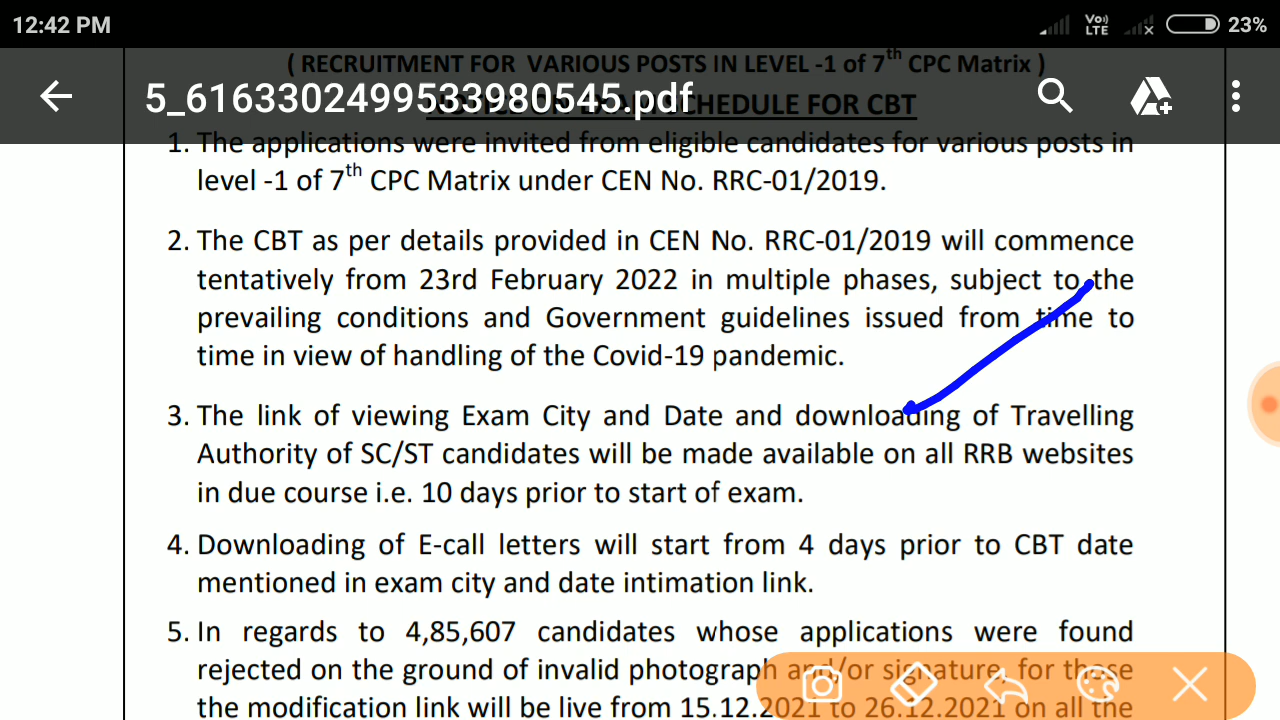 12:42 PM
Vo)) LTE
23%
( RECRUITMENT FOR VARIOUS POSTS IN LEVEL -1 of 7th CPC Matrix )
5_6163302499533980545.pdf
SCHEDULE FOR CBT
1. The applications were invited from eligible candidates for various posts in
level -1 of 7th CPC Matrix under CEN No. RRC-01/2019.
2. The CBT as per details provided in CEN No. RRC-01/2019 will commence
tentatively from 23rd February 2022 in multiple phases, subject to the
prevailing conditions and Government guidelines issued from time to
time in view of handling of the Covid-19 pandemic.
3. The link of viewing Exam City and Date and downloading of Travelling
Authority of SC/ST candidates will be made available on all RRB websites
in due course i.e. 10 days prior to start of exam.
4. Downloading of E-call letters will start from 4 days prior to CBT date
mentioned in exam city and date intimation link.
5. In regards to 4,85,607 candidates whose applications were found
rejected on the ground of invalid photograph and/or signature, for these
the modification link will be live from 15.12.2021 to 26.12.2021 on all the